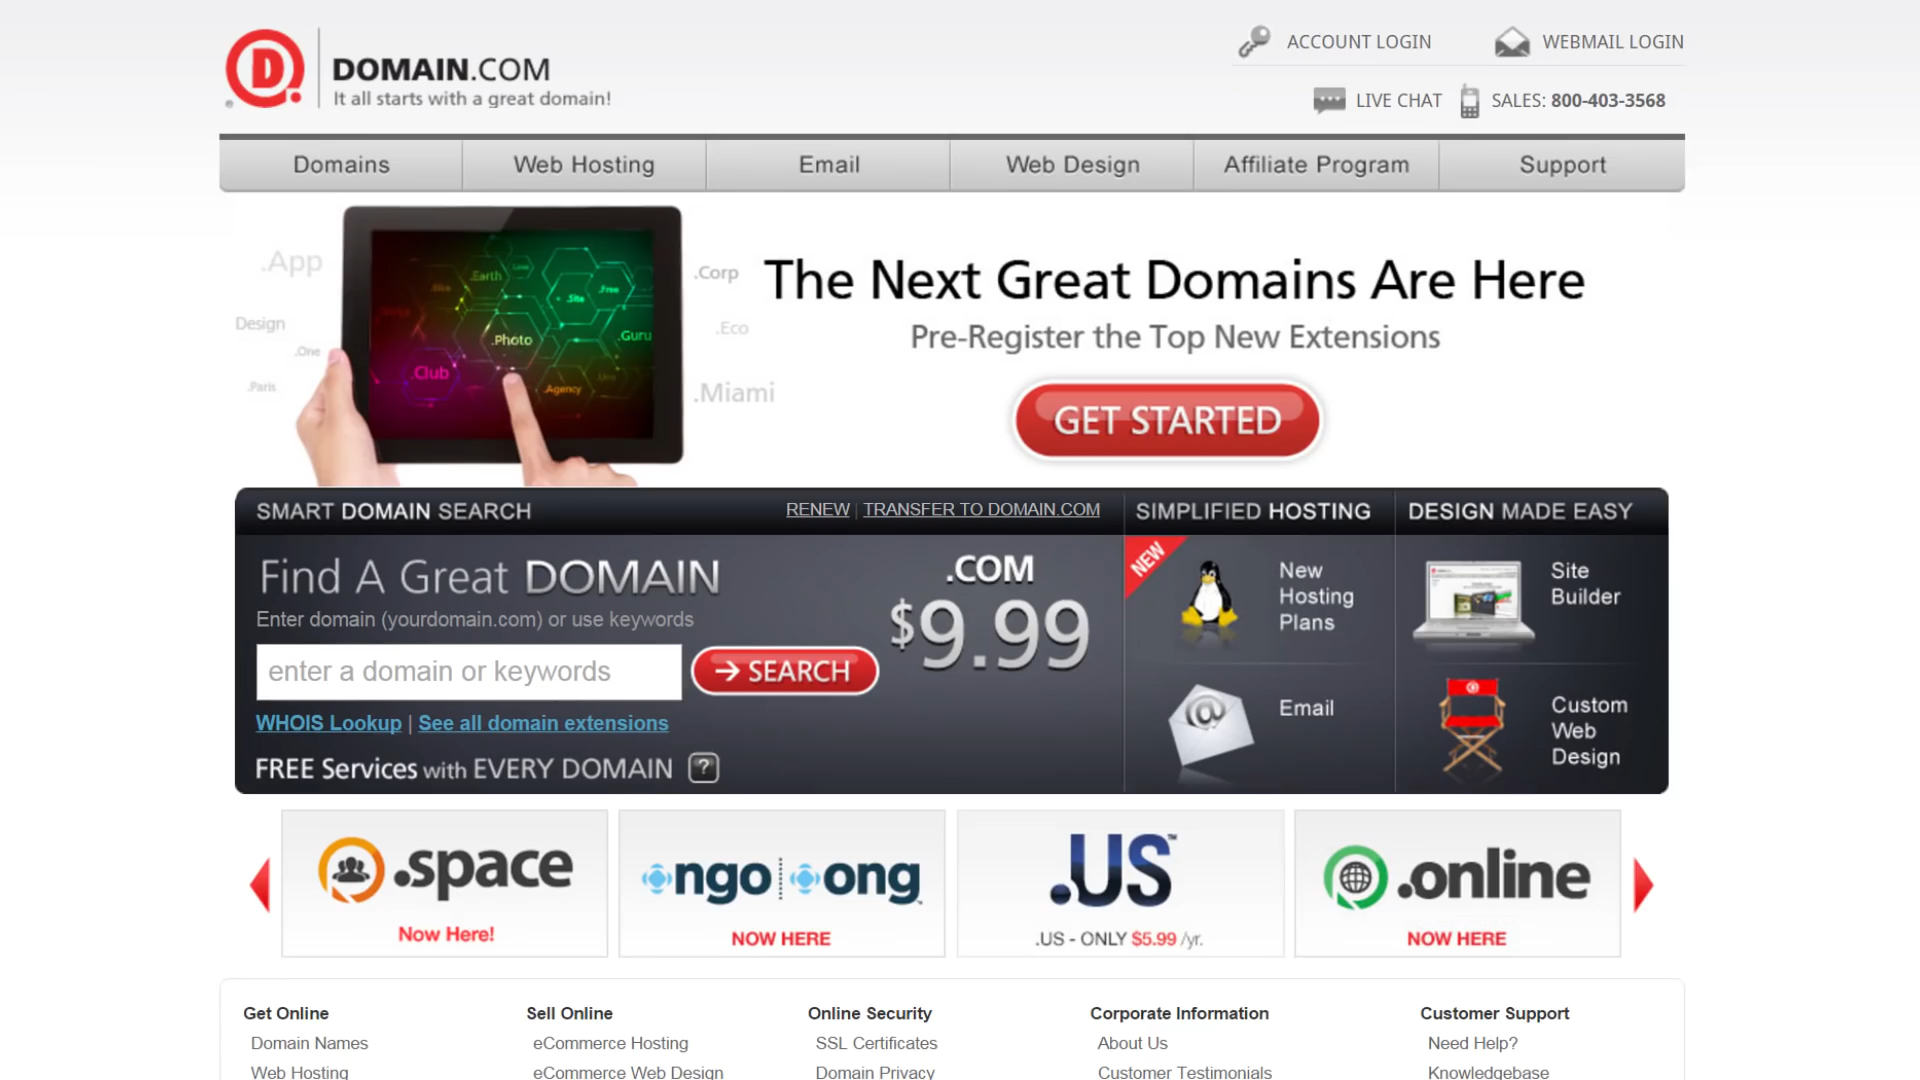 DOMAIN.COM
It all starts with a great domain!
ACCOUNT LOGIN
WEBMAIL LOGIN
LIVE CHAT
SALES: 800-403-3568
Domains
Web Hosting
Email
Web Design
Affiliate Program
Support
.App
Design
.One
.Paris
.Earth
.Site
.Free
.Photo
.Guru
.Club
.Agency
.Corp
.Eco
.Miami
The Next Great Domains Are Here
Pre-Register the Top New Extensions
GET STARTED
SMART DOMAIN SEARCH
RENEW | TRANSFER TO DOMAIN.COM
SIMPLIFIED HOSTING
DESIGN MADE EASY
Find A Great DOMAIN
Enter domain (yourdomain.com) or use keywords
enter a domain or keywords
SEARCH
.COM
$9.99
WHOIS Lookup | See all domain extensions
FREE Services with EVERY DOMAIN ?
NEW
New
Hosting
Plans
Email
Site
Builder
Custom
Web
Design
.space
Now Here!
ngo ong
NOW HERE
.US™
.US - ONLY $5.99 /yr.
.online
NOW HERE
Get Online
Domain Names
Web Hosting
Sell Online
eCommerce Hosting
eCommerce Web Design
Online Security
SSL Certificates
Domain Privacy
Corporate Information
About Us
Customer Testimonials
Customer Support
Need Help?
Knowledgebase